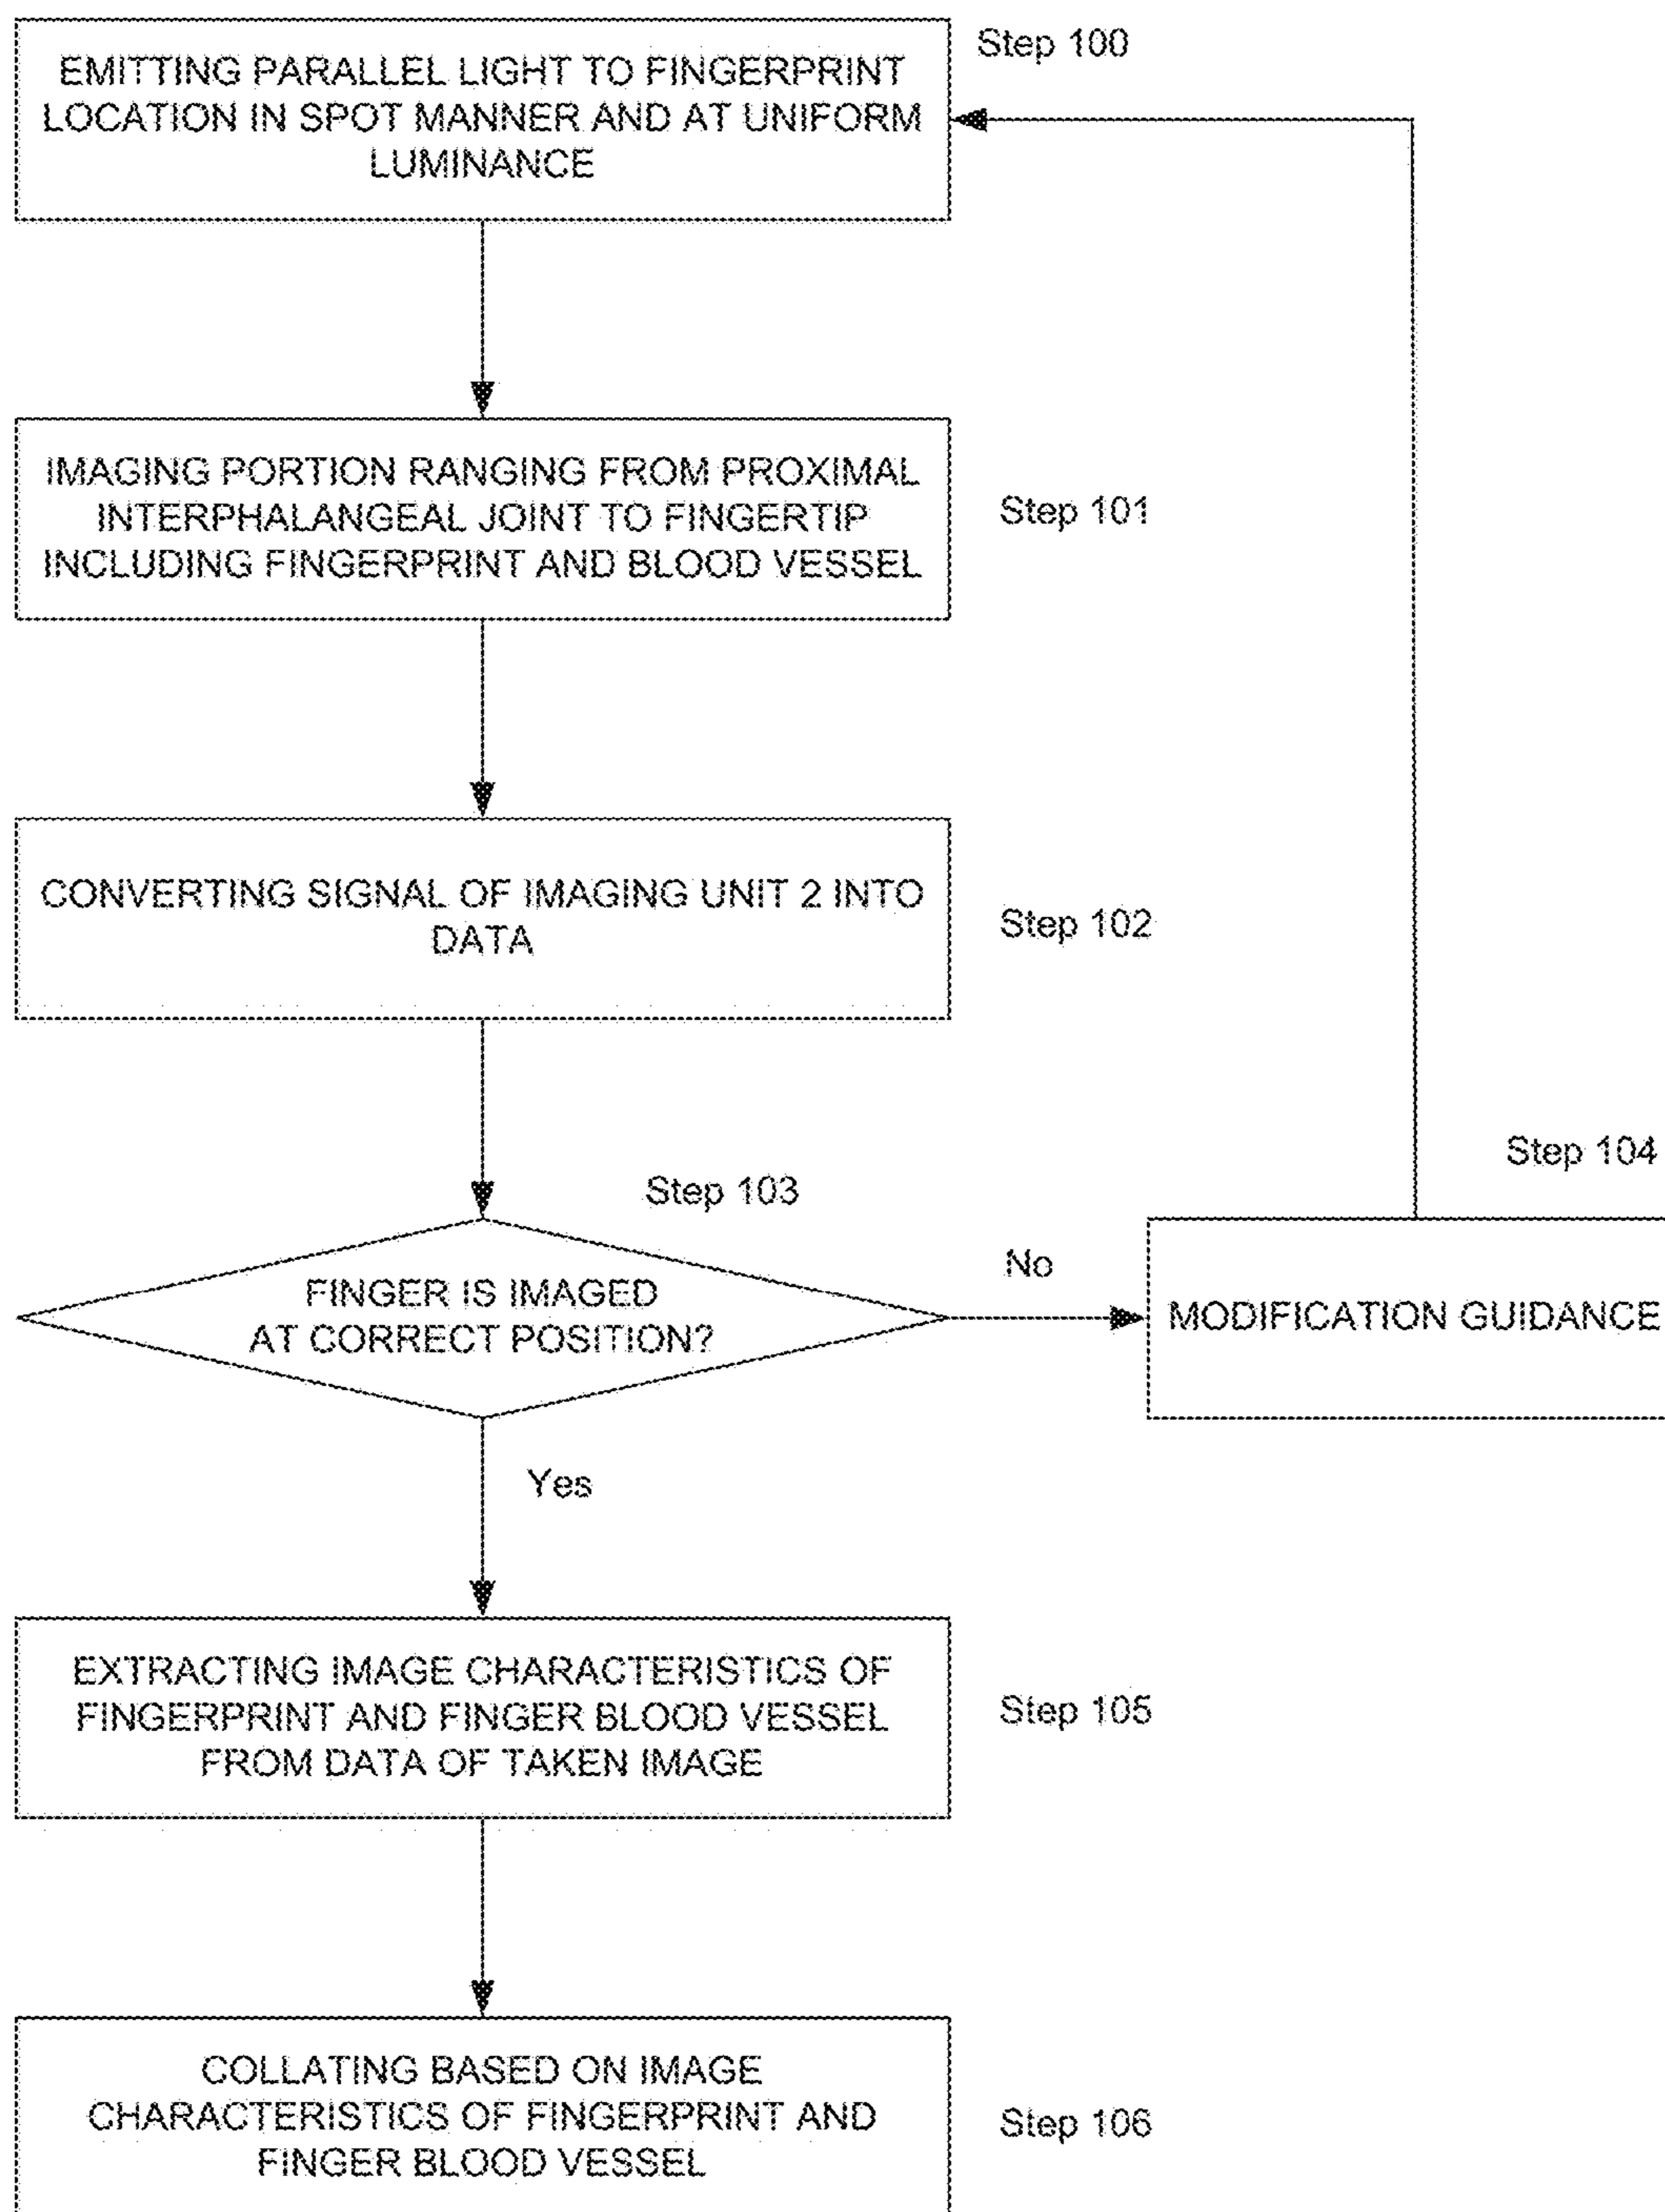 EMITTING PARALLEL LIGHT TO FINGERPRINT
LOCATION IN SPOT MANNER AND AT UNIFORM
LUMINANCE
Step 100
IMAGING PORTION RANGING FROM PROXIMAL
INTERPHALANGEAL JOINT TO FINGERTIP
INCLUDING FINGERPRINT AND BLOOD VESSEL
Step 101
CONVERTING SIGNAL OF IMAGING UNIT 2 INTO
DATA
Step 102
Step 103
FINGER IS IMAGED
AT CORRECT POSITION?
No
Step 104
MODIFICATION GUIDANCE
Yes
EXTRACTING IMAGE CHARACTERISTICS OF
FINGERPRINT AND FINGER BLOOD VESSEL
FROM DATA OF TAKEN IMAGE
Step 105
COLLATING BASED ON IMAGE
CHARACTERISTICS OF FINGERPRINT AND
FINGER BLOOD VESSEL
Step 106